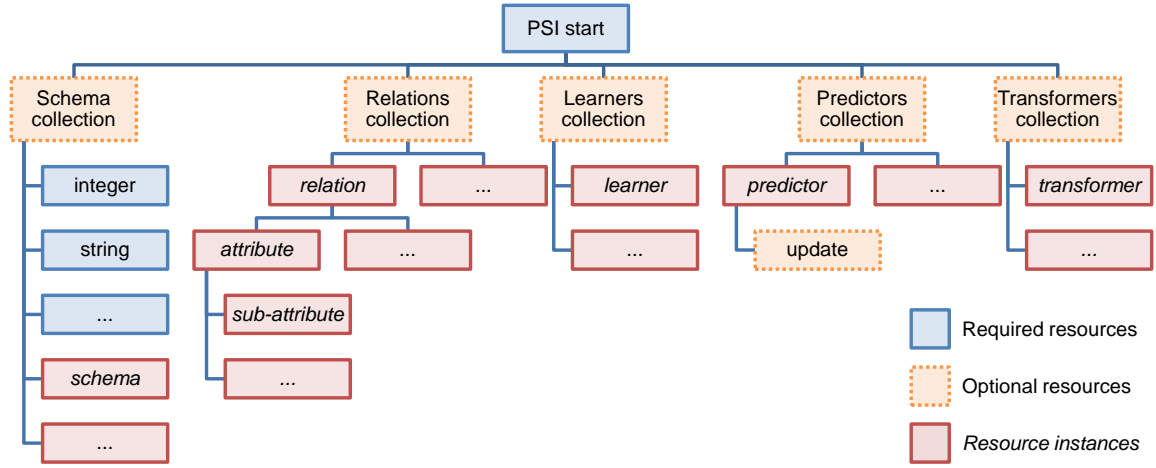 PSI start
Schema
collection
Relations
collection
Learners
collection
Predictors
collection
Transformers
collection
integer
relation
...
learner
predictor
...
transformer
string
attribute
...
...
update
...
...
sub-attribute
schema
...
...
Required resources
Optional resources
Resource instances